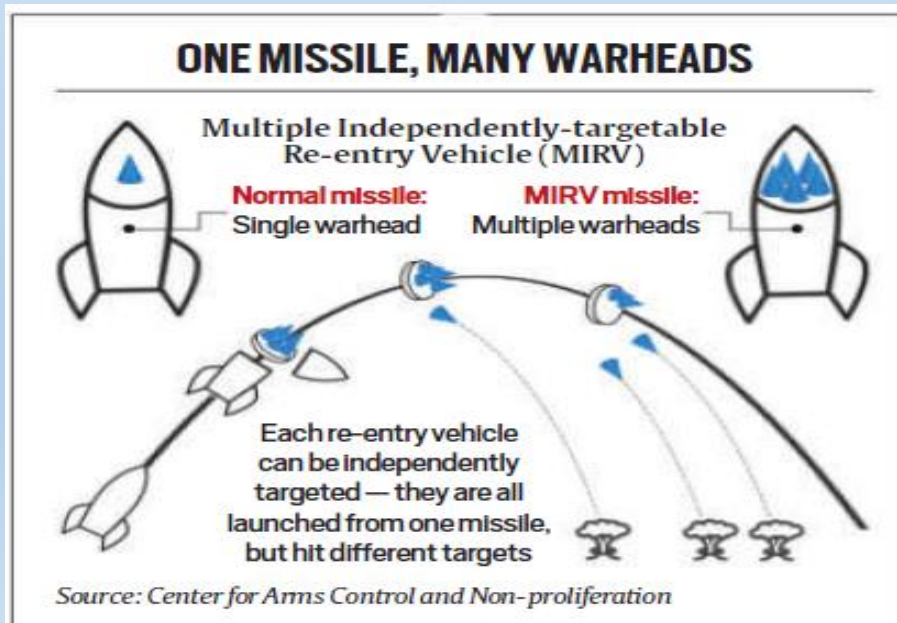 ONE MISSILE, MANY WARHEADS
Multiple Independently-targetable
Re-entry Vehicle (MIRV)
Normal missile:
Single warhead
MIRV missile:
Multiple warheads
Each re-entry vehicle
can be independently
targeted — they are all
launched from one missile,
but hit different targets
Source: Center for Arms Control and Non-proliferation